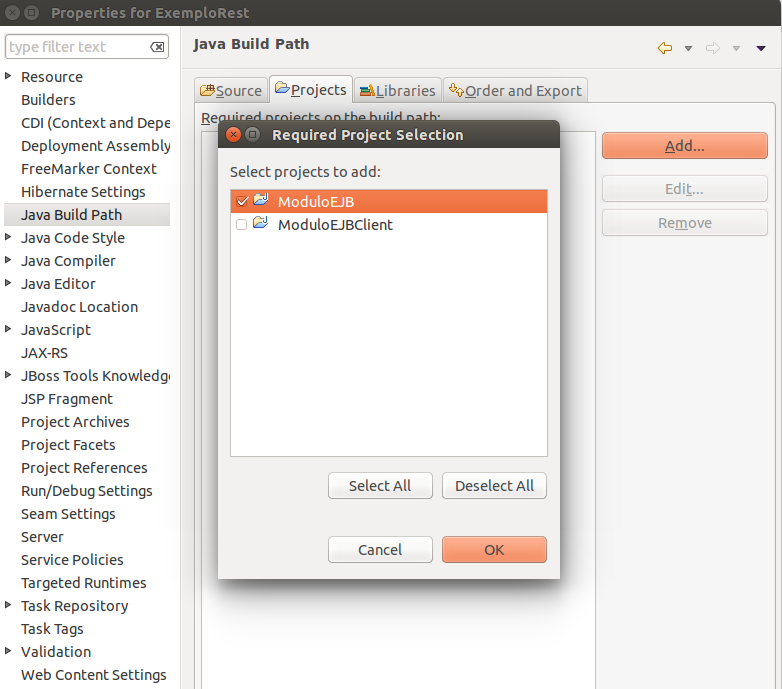 Properties for ExemploRest
type filter text
Java Build Path
Resource
Builders
CDI (Context and Depe
Deployment Assembly
FreeMarker Context
Hibernate Settings
Java Build Path
Java Code Style
Java Compiler
Java Editor
Javadoc Location
JavaScript
JAX-RS
JBoss Tools Knowledge
JSP Fragment
Project Archives
Project Facets
Project References
Run/Debug Settings
Seam Settings
Server
Service Policies
Targeted Runtimes
Task Repository
Task Tags
Validation
Web Content Settings
Source Projects Libraries Order and Export
Required projects on the build path:
Add...
Edit...
Remove
Required Project Selection
Select projects to add:
ModuloEJB
ModuloEJBClient
Select All Deselect All
Cancel OK